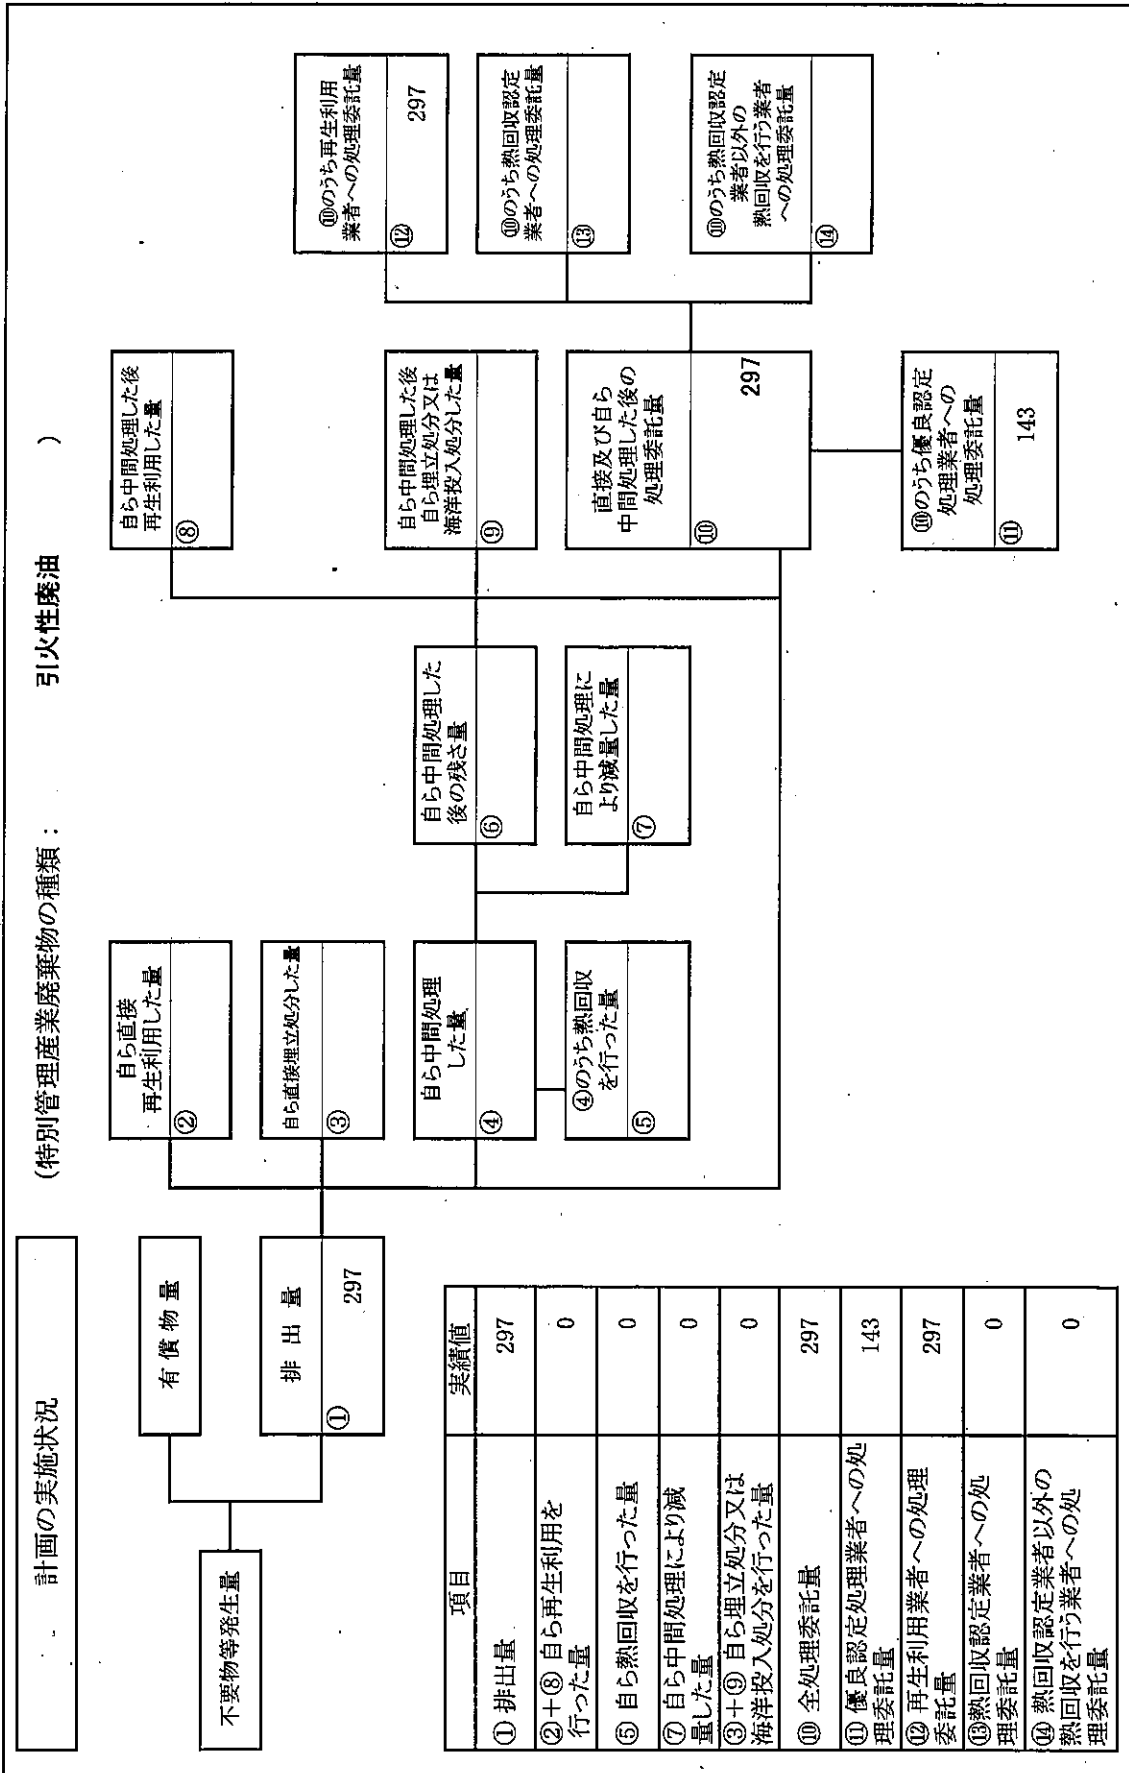 計画の実施状況
(特別管理産業廃棄物の種類： 引火性廃油 )
不要物等発生量
有償物量
排出量
① 297
自ら直接
再生利用した量
②
自ら直接埋立処分した量
③
自ら中間処理
した量
④
④のうち熱回収
を行った量
⑤
自ら中間処理した
後の残さ量
⑥
自ら中間処理に
より減量した量
⑦
自ら中間処理した後
再生利用した量
⑧
自ら中間処理した後
自ら埋立処分又は
海洋投入処分した量
⑨
直接及び自ら
中間処理した後の
処理委託量
⑩ 297
⑩のうち優良認定
処理業者への
処理委託量
⑪ 143
⑩のうち再生利用
業者への処理委託量
⑫ 297
⑩のうち熱回収認定
業者への処理委託量
⑬
⑩のうち熱回収認定
業者以外の
熱回収を行う業者
への処理委託量
⑭
項目 実績値
①排出量 297
②＋⑧ 自ら再生利用を
行った量 0
⑤ 自ら熱回収を行った量 0
⑦ 自ら中間処理により減
量した量 0
③＋⑨ 自ら埋立処分又は
海洋投入処分を行った量 0
⑩ 全処理委託量 297
⑪ 優良認定処理業者への処
理委託量 143
⑫ 再生利用業者への処理
委託量 297
⑬熱回収認定業者への処
理委託量 0
⑭ 熱回収認定業者以外の
熱回収を行う業者への処
理委託量 0